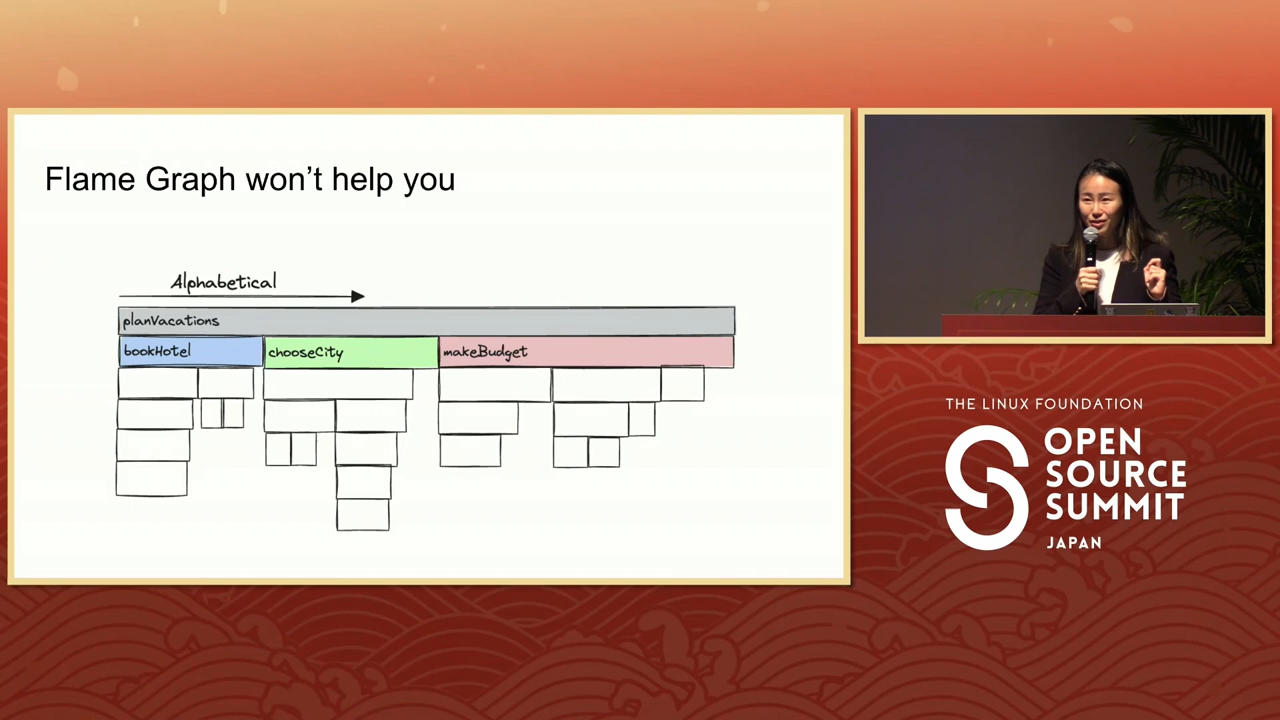 Flame Graph won't help you
Alphabetical
planVacations
bookHotel
chooseCity
makeBudget
THE LINUX FOUNDATION
OPEN
SOURCE
SUMMIT
JAPAN